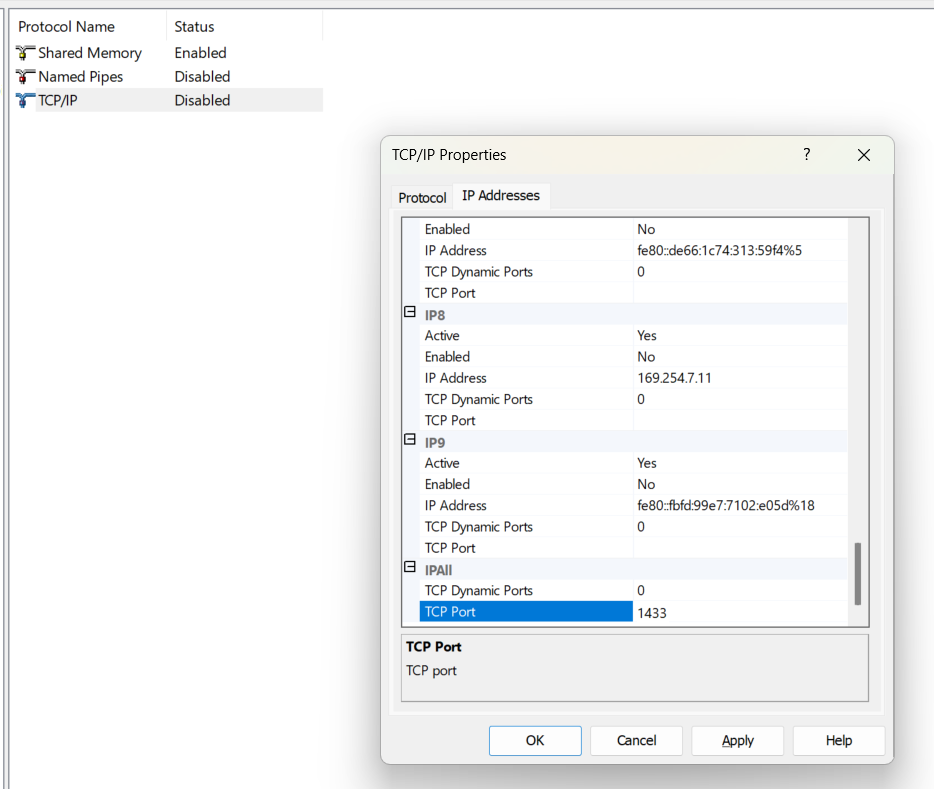 Protocol Name Status
Shared Memory Enabled
Named Pipes Disabled
TCP/IP Disabled
TCP/IP Properties ?
Protocol IP Addresses
Enabled No
IP Address fe80::de66:1c74:313:59f4%5
TCP Dynamic Ports 0
TCP Port
IP8
Active Yes
Enabled No
IP Address 169.254.7.11
TCP Dynamic Ports 0
TCP Port
IP9
Active Yes
Enabled No
IP Address fe80::fbfd:99e7:7102:e05d%18
TCP Dynamic Ports 0
TCP Port
IPAll
TCP Dynamic Ports 0
TCP Port 1433
TCP Port
TCP port
OK Cancel Apply Help